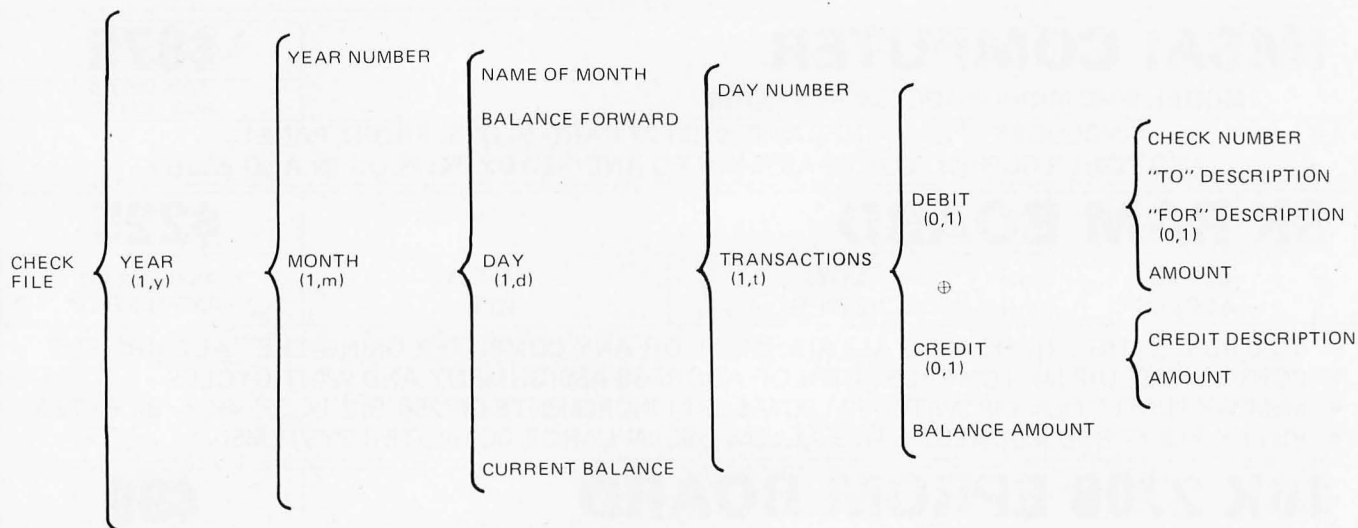 CHECK
FILE
YEAR
(1,y)
YEAR NUMBER
MONTH
(1,m)
NAME OF MONTH
BALANCE FORWARD
DAY
(1,d)
CURRENT BALANCE
DAY NUMBER
TRANSACTIONS
(1,t)
DEBIT
(0,1)
⊕
CREDIT
(0,1)
BALANCE AMOUNT
CHECK NUMBER
"TO" DESCRIPTION
"FOR" DESCRIPTION
(0,1)
AMOUNT
CREDIT DESCRIPTION
AMOUNT